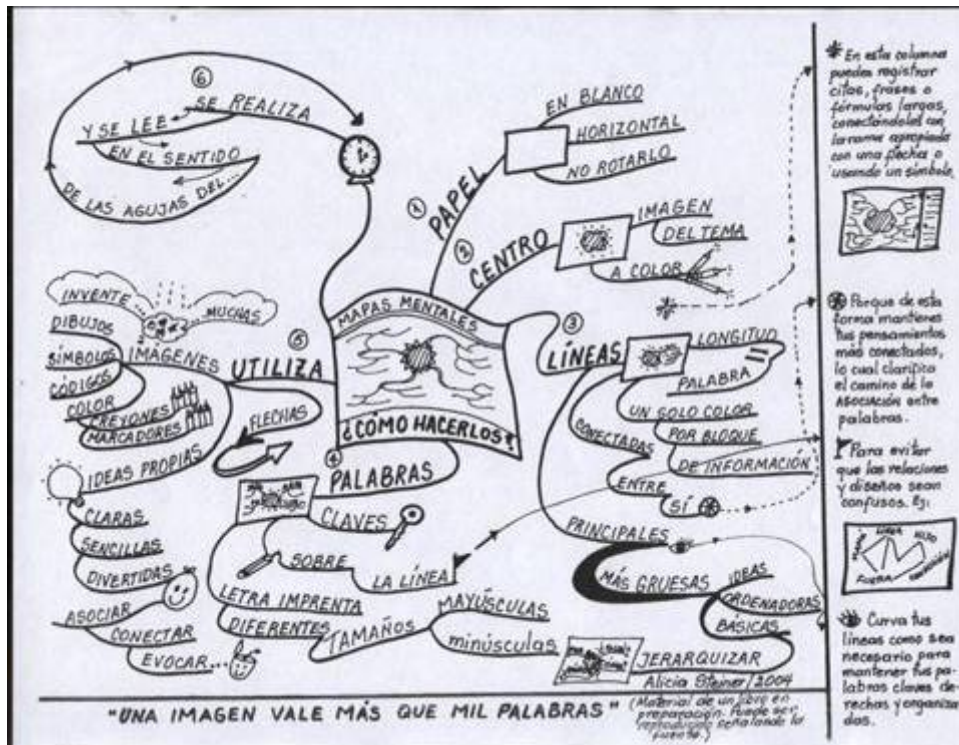 MAPAS MENTALES
¿CÓMO HACERLOS?
1
PAPEL
EN BLANCO
HORIZONTAL
NO ROTARLO
2
CENTRO
IMAGEN
DEL TEMA
A COLOR
3
LÍNEAS
LONGITUD
=
PALABRA
UN SOLO COLOR
POR BLOQUE
DE INFORMACIÓN
CONECTADAS
ENTRE
SÍ
PRINCIPALES
MÁS GRUESAS
IDEAS
ORDENADORAS
BASICAS
JERARQUIZAR
4
PALABRAS
CLAVES
SOBRE
LA LÍNEA
LETRA IMPRENTA
DIFERENTES
TAMAÑOS
MAYÚSCULAS
minúsculas
5
UTILIZA
FLECHAS
IMAGENES
INVENTE
MUCHAS
DIBUJOS
SÍMBOLOS
CÓDIGOS
COLOR
CREYONES
MARCADORES
IDEAS PROPIAS
CLARAS
SENCILLAS
DIVERTIDAS
ASOCIAR
CONECTAR
EVOCAR...
6
SE REALIZA
Y SE LEE
EN EL SENTIDO
DE LAS AGUJAS DEL...
En esta columna
puedes registrar
citas, frases o
fórmulas largas,
conectándolas con
la rama apropiada
con una flecha o
usando un símbolo.
Porque de esta
forma mantienes
tus pensamientos
más conectados,
lo cual clarifica
el camino de la
ASOCIACIÓN entre
palabras.
Para evitar
que las relaciones
y diseños sean
confusos. Ej:
Curva tus
líneas como sea
necesario para
mantener tus pa-
labras claves de-
rechas y organiza
das.
Alicia Steiner/2004
(Material de un libro en
preparación. Puede ser
reproducido señalando la
fuente.)
"UNA IMAGEN VALE MÁS QUE MIL PALABRAS"